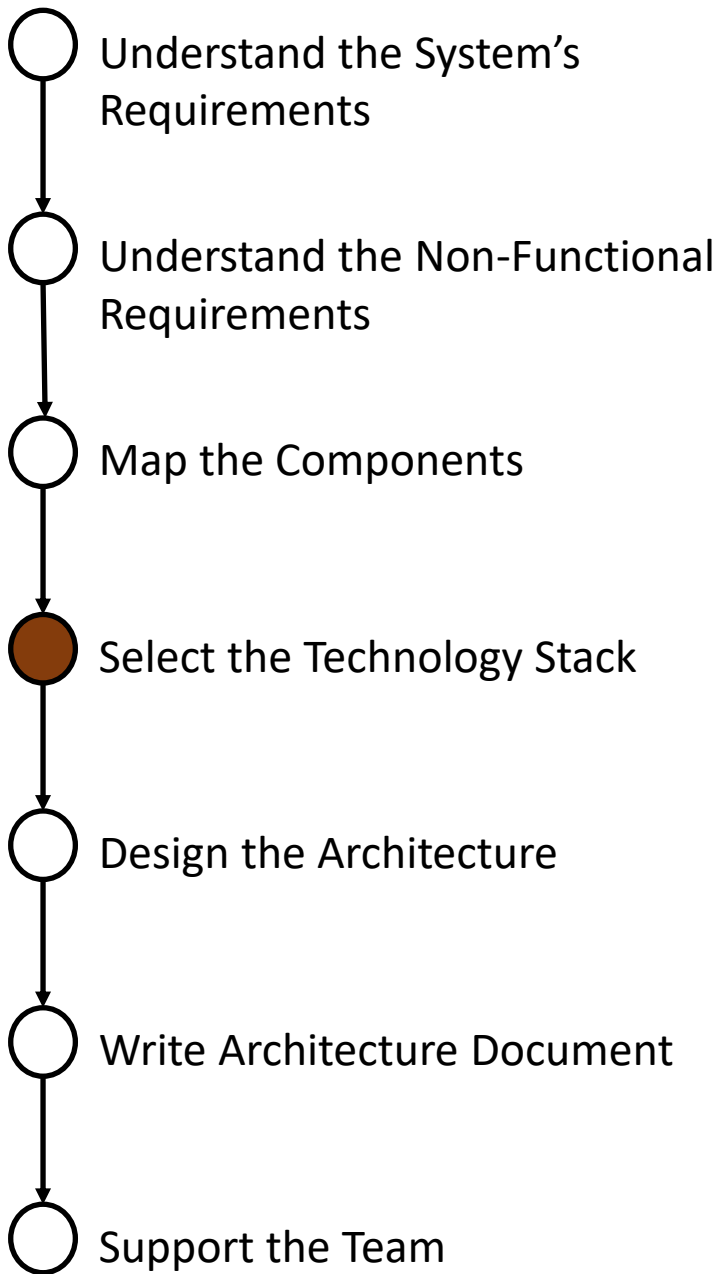 Understand the System’s
Requirements
Understand the Non-Functional
Requirements
Map the Components
Select the Technology Stack
Design the Architecture
Write Architecture Document
Support the Team